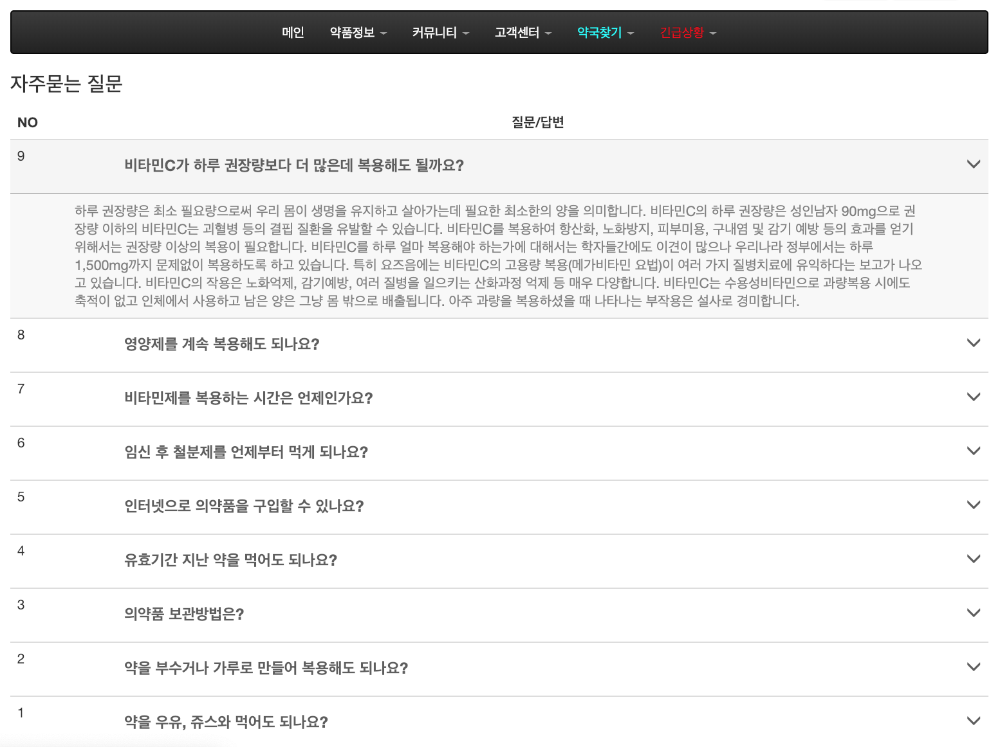 메인 약품정보 커뮤니티 고객센터 약국찾기 긴급상황
자주묻는 질문
NO 질문/답변
9 비타민C가 하루 권장량보다 더 많은데 복용해도 될까요?
하루 권장량은 최소 필요량으로써 우리 몸이 생명을 유지하고 살아가는데 필요한 최소한의 양을 의미합니다. 비타민C의 하루 권장량은 성인남자 90mg으로 권
장량 이하의 비타민C는 괴혈병 등의 결핍 질환을 유발할 수 있습니다. 비타민C를 복용하여 항산화, 노화방지, 피부미용, 구내염 및 감기 예방 등의 효과를 얻기
위해서는 권장량 이상의 복용이 필요합니다. 비타민C를 하루 얼마 복용해야 하는가에 대해서는 학자들간에도 이견이 많으나 우리나라 정부에서는 하루
1,500mg까지 문제없이 복용하도록 하고 있습니다. 특히 요즈음에는 비타민C의 고용량 복용(메가비타민 요법)이 여러 가지 질병치료에 유익하다는 보고가 나오
고 있습니다. 비타민C의 작용은 노화억제, 감기예방, 여러 질병을 일으키는 산화과정 억제 등 매우 다양합니다. 비타민C는 수용성비타민으로 과량복용 시에도
축적이 없고 인체에서 사용하고 남은 양은 그냥 몸 밖으로 배출됩니다. 아주 과량을 복용하셨을 때 나타나는 부작용은 설사로 경미합니다.
8 영양제를 계속 복용해도 되나요?
7 비타민제를 복용하는 시간은 언제인가요?
6 임신 후 철분제를 언제부터 먹게 되나요?
5 인터넷으로 의약품을 구입할 수 있나요?
4 유효기간 지난 약을 먹어도 되나요?
3 의약품 보관방법은?
2 약을 부수거나 가루로 만들어 복용해도 되나요?
1 약을 우유, 쥬스와 먹어도 되나요?